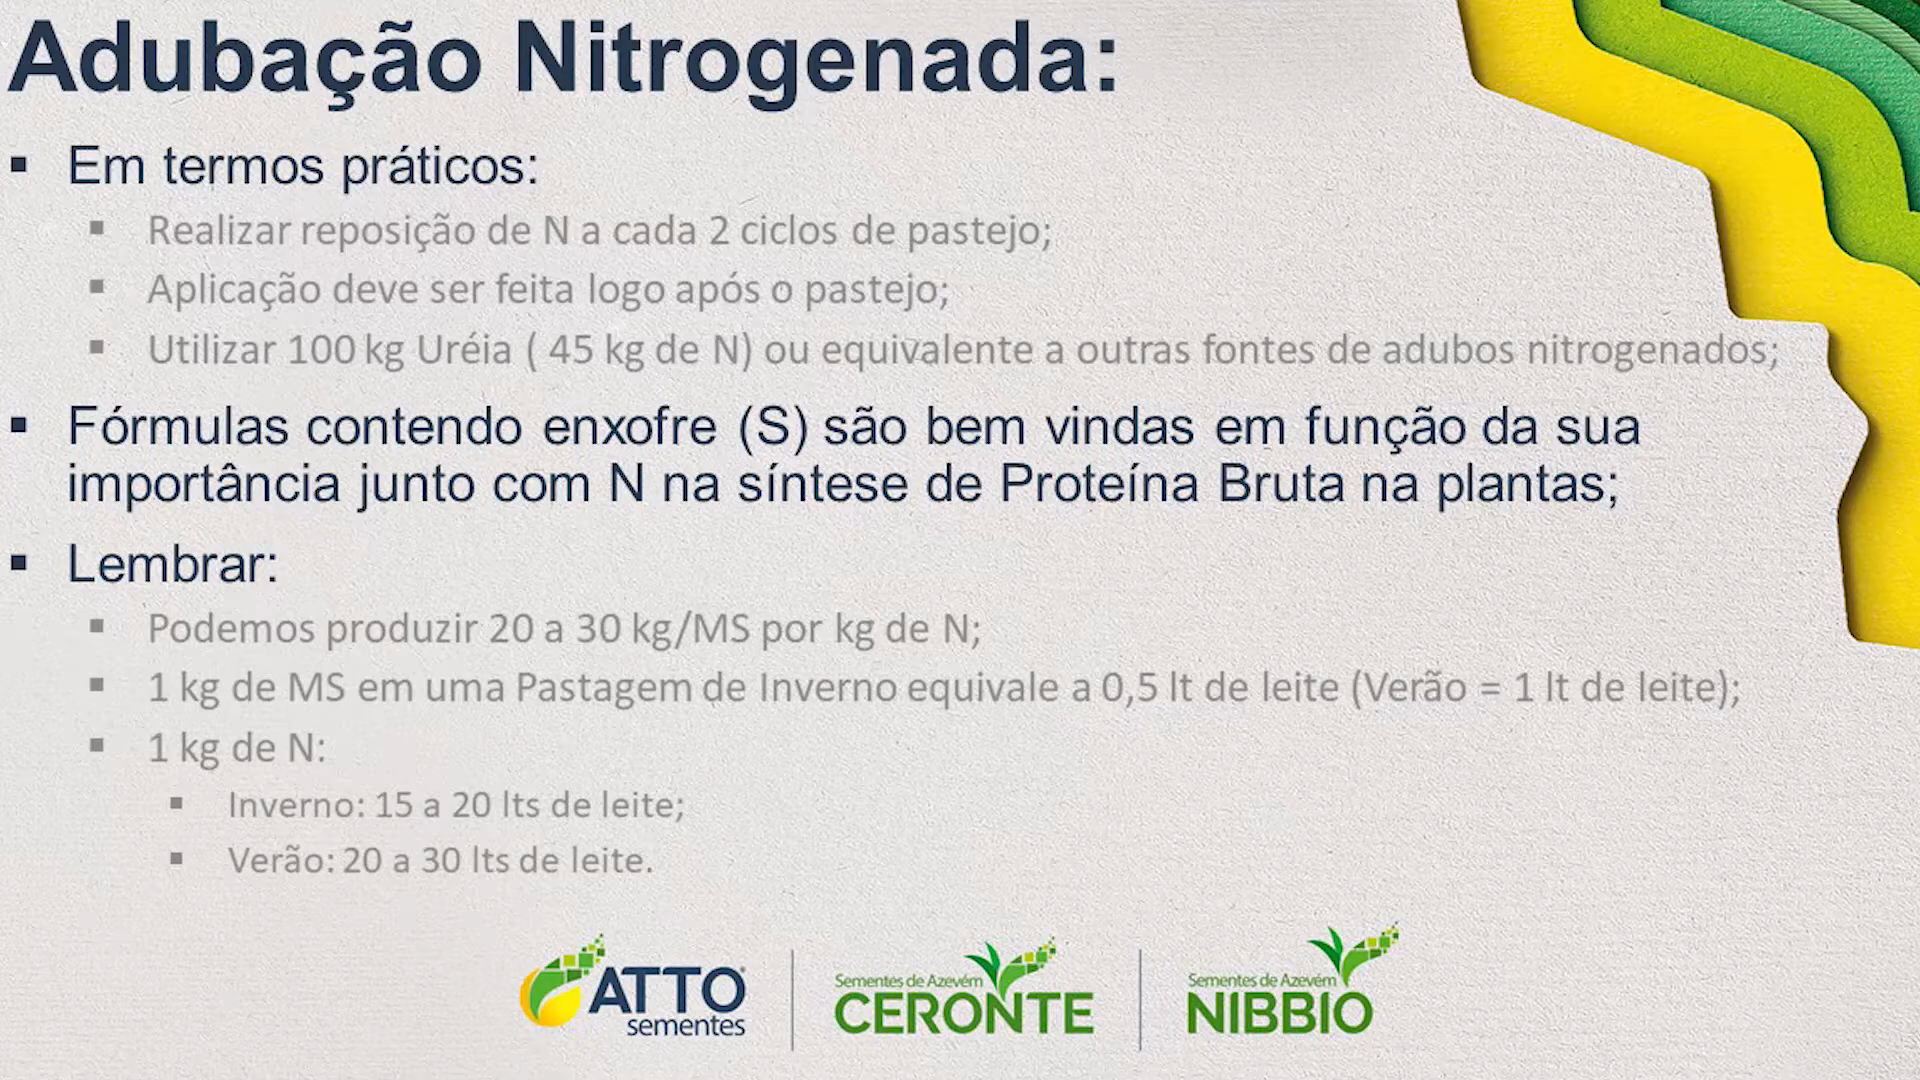 Adubação Nitrogenada:
▪ Em termos práticos:
▪ Realizar reposição de N a cada 2 ciclos de pastejo;
▪ Aplicação deve ser feita logo após o pastejo;
▪ Utilizar 100 kg Uréia ( 45 kg de N) ou equivalente a outras fontes de adubos nitrogenados;
▪ Fórmulas contendo enxofre (S) são bem vindas em função da sua
importância junto com N na síntese de Proteína Bruta na plantas;
▪ Lembrar:
▪ Podemos produzir 20 a 30 kg/MS por kg de N;
▪ 1 kg de MS em uma Pastagem de Inverno equivale a 0,5 lt de leite (Verão = 1 lt de leite);
▪ 1 kg de N:
▪ Inverno: 15 a 20 lts de leite;
▪ Verão: 20 a 30 lts de leite.
ATTO
sementes
Sementes de Azevém
CERONTE
Sementes de Azevém
NIBBIO